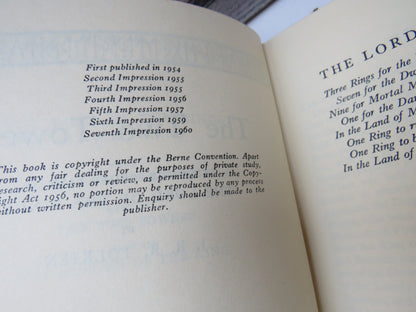 First published in 1954
Second Impression 1955
Third Impression 1955
Fourth Impression 1956
Fifth Impression 1957
Sixth Impression 1959
Seventh Impression 1960
This book is copyright under the Berne Convention. Apart
from any fair dealing for the purposes of private study,
research, criticism or review, as permitted under the Copy-
right Act 1956, no portion may be reproduced by any process
without written permission. Enquiry should be made to the
publisher.
THE LORD
Three Rings for the
Seven for the
Nine for Mortal
One for the
In the Land of
One Ring to
One Ring to
In the Land of